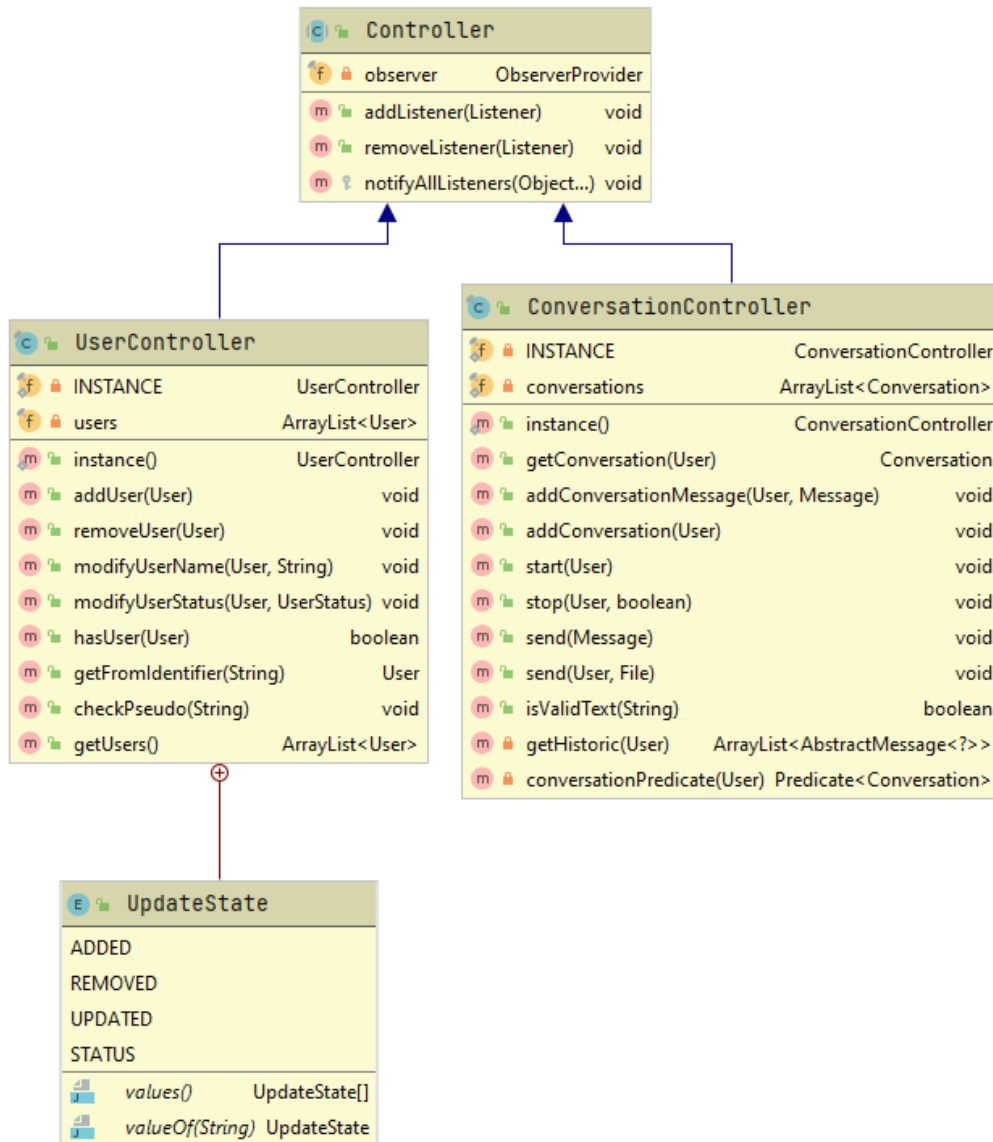 Controller
observer ObserverProvider
addListener(Listener) void
removeListener(Listener) void
notifyAllListeners(Object...) void
UserController
INSTANCE UserController
users ArrayList<User>
instance() UserController
addUser(User) void
removeUser(User) void
modifyUserName(User, String) void
modifyUserStatus(User, UserStatus) void
hasUser(User) boolean
getFromIdentifier(String) User
checkPseudo(String) void
getUsers() ArrayList<User>
ConversationController
INSTANCE ConversationController
conversations ArrayList<Conversation>
instance() ConversationController
getConversation(User) Conversation
addConversationMessage(User, Message) void
addConversation(User) void
start(User) void
stop(User, boolean) void
send(Message) void
send(User, File) void
isValidText(String) boolean
getHistoric(User) ArrayList<AbstractMessage<?>>
conversationPredicate(User) Predicate<Conversation>
UpdateState
ADDED
REMOVED
UPDATED
STATUS
values() UpdateState[]
valueOf(String) UpdateState